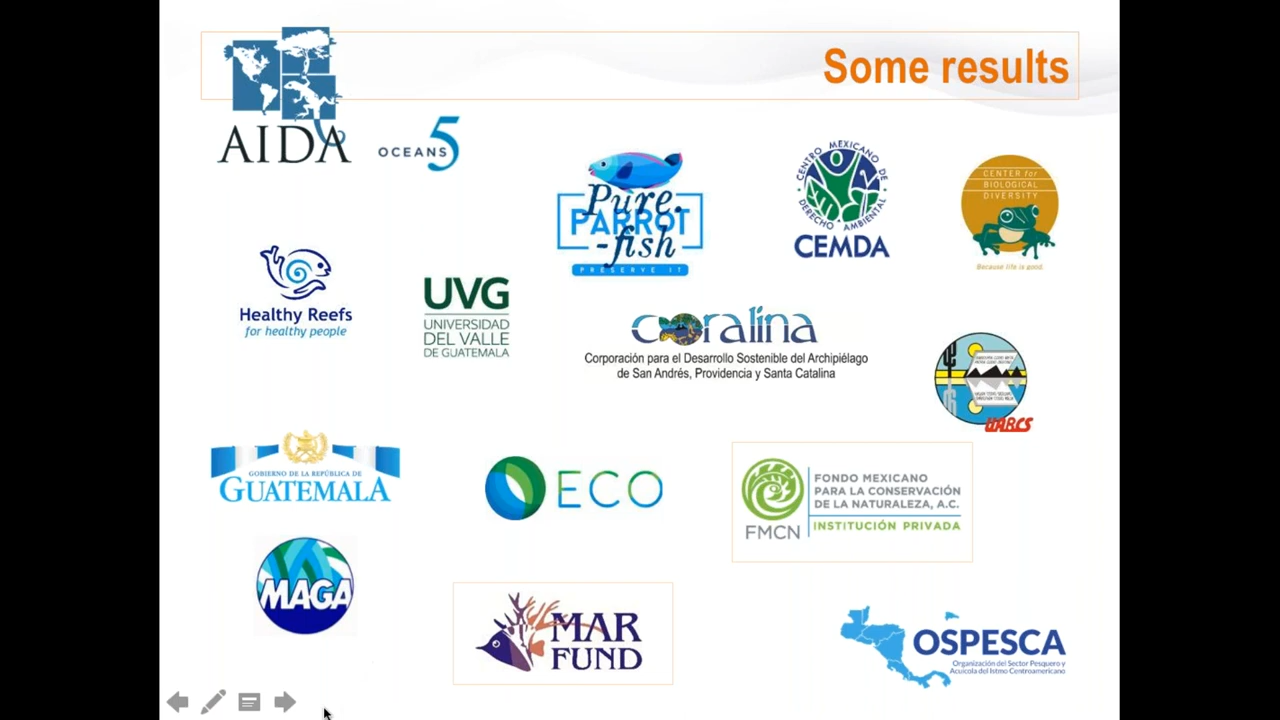 Some results
AIDA
OCEANS 5
Pure
PARROT
-fish
PRESERVE IT
CENTRO MEXICANO DE
DERECHO AMBIENTAL
CEMDA
CENTER for
BIOLOGICAL
DIVERSITY
Because life is good.
Healthy Reefs
for healthy people
UVG
UNIVERSIDAD
DEL VALLE
DE GUATEMALA
coralina
Corporación para el Desarrollo Sostenible del Archipiélago
de San Andrés, Providencia y Santa Catalina
UABCS
GOBIERNO DE LA REPÚBLICA DE
GUATEMALA
ECO
FONDO MEXICANO
PARA LA CONSERVACIÓN
DE LA NATURALEZA, A.C.
INSTITUCIÓN PRIVADA
FMCN
MAGA
MAR
FUND
OSPESCA
Organización del Sector Pesquero y
Acuícola del Istmo Centroamericano